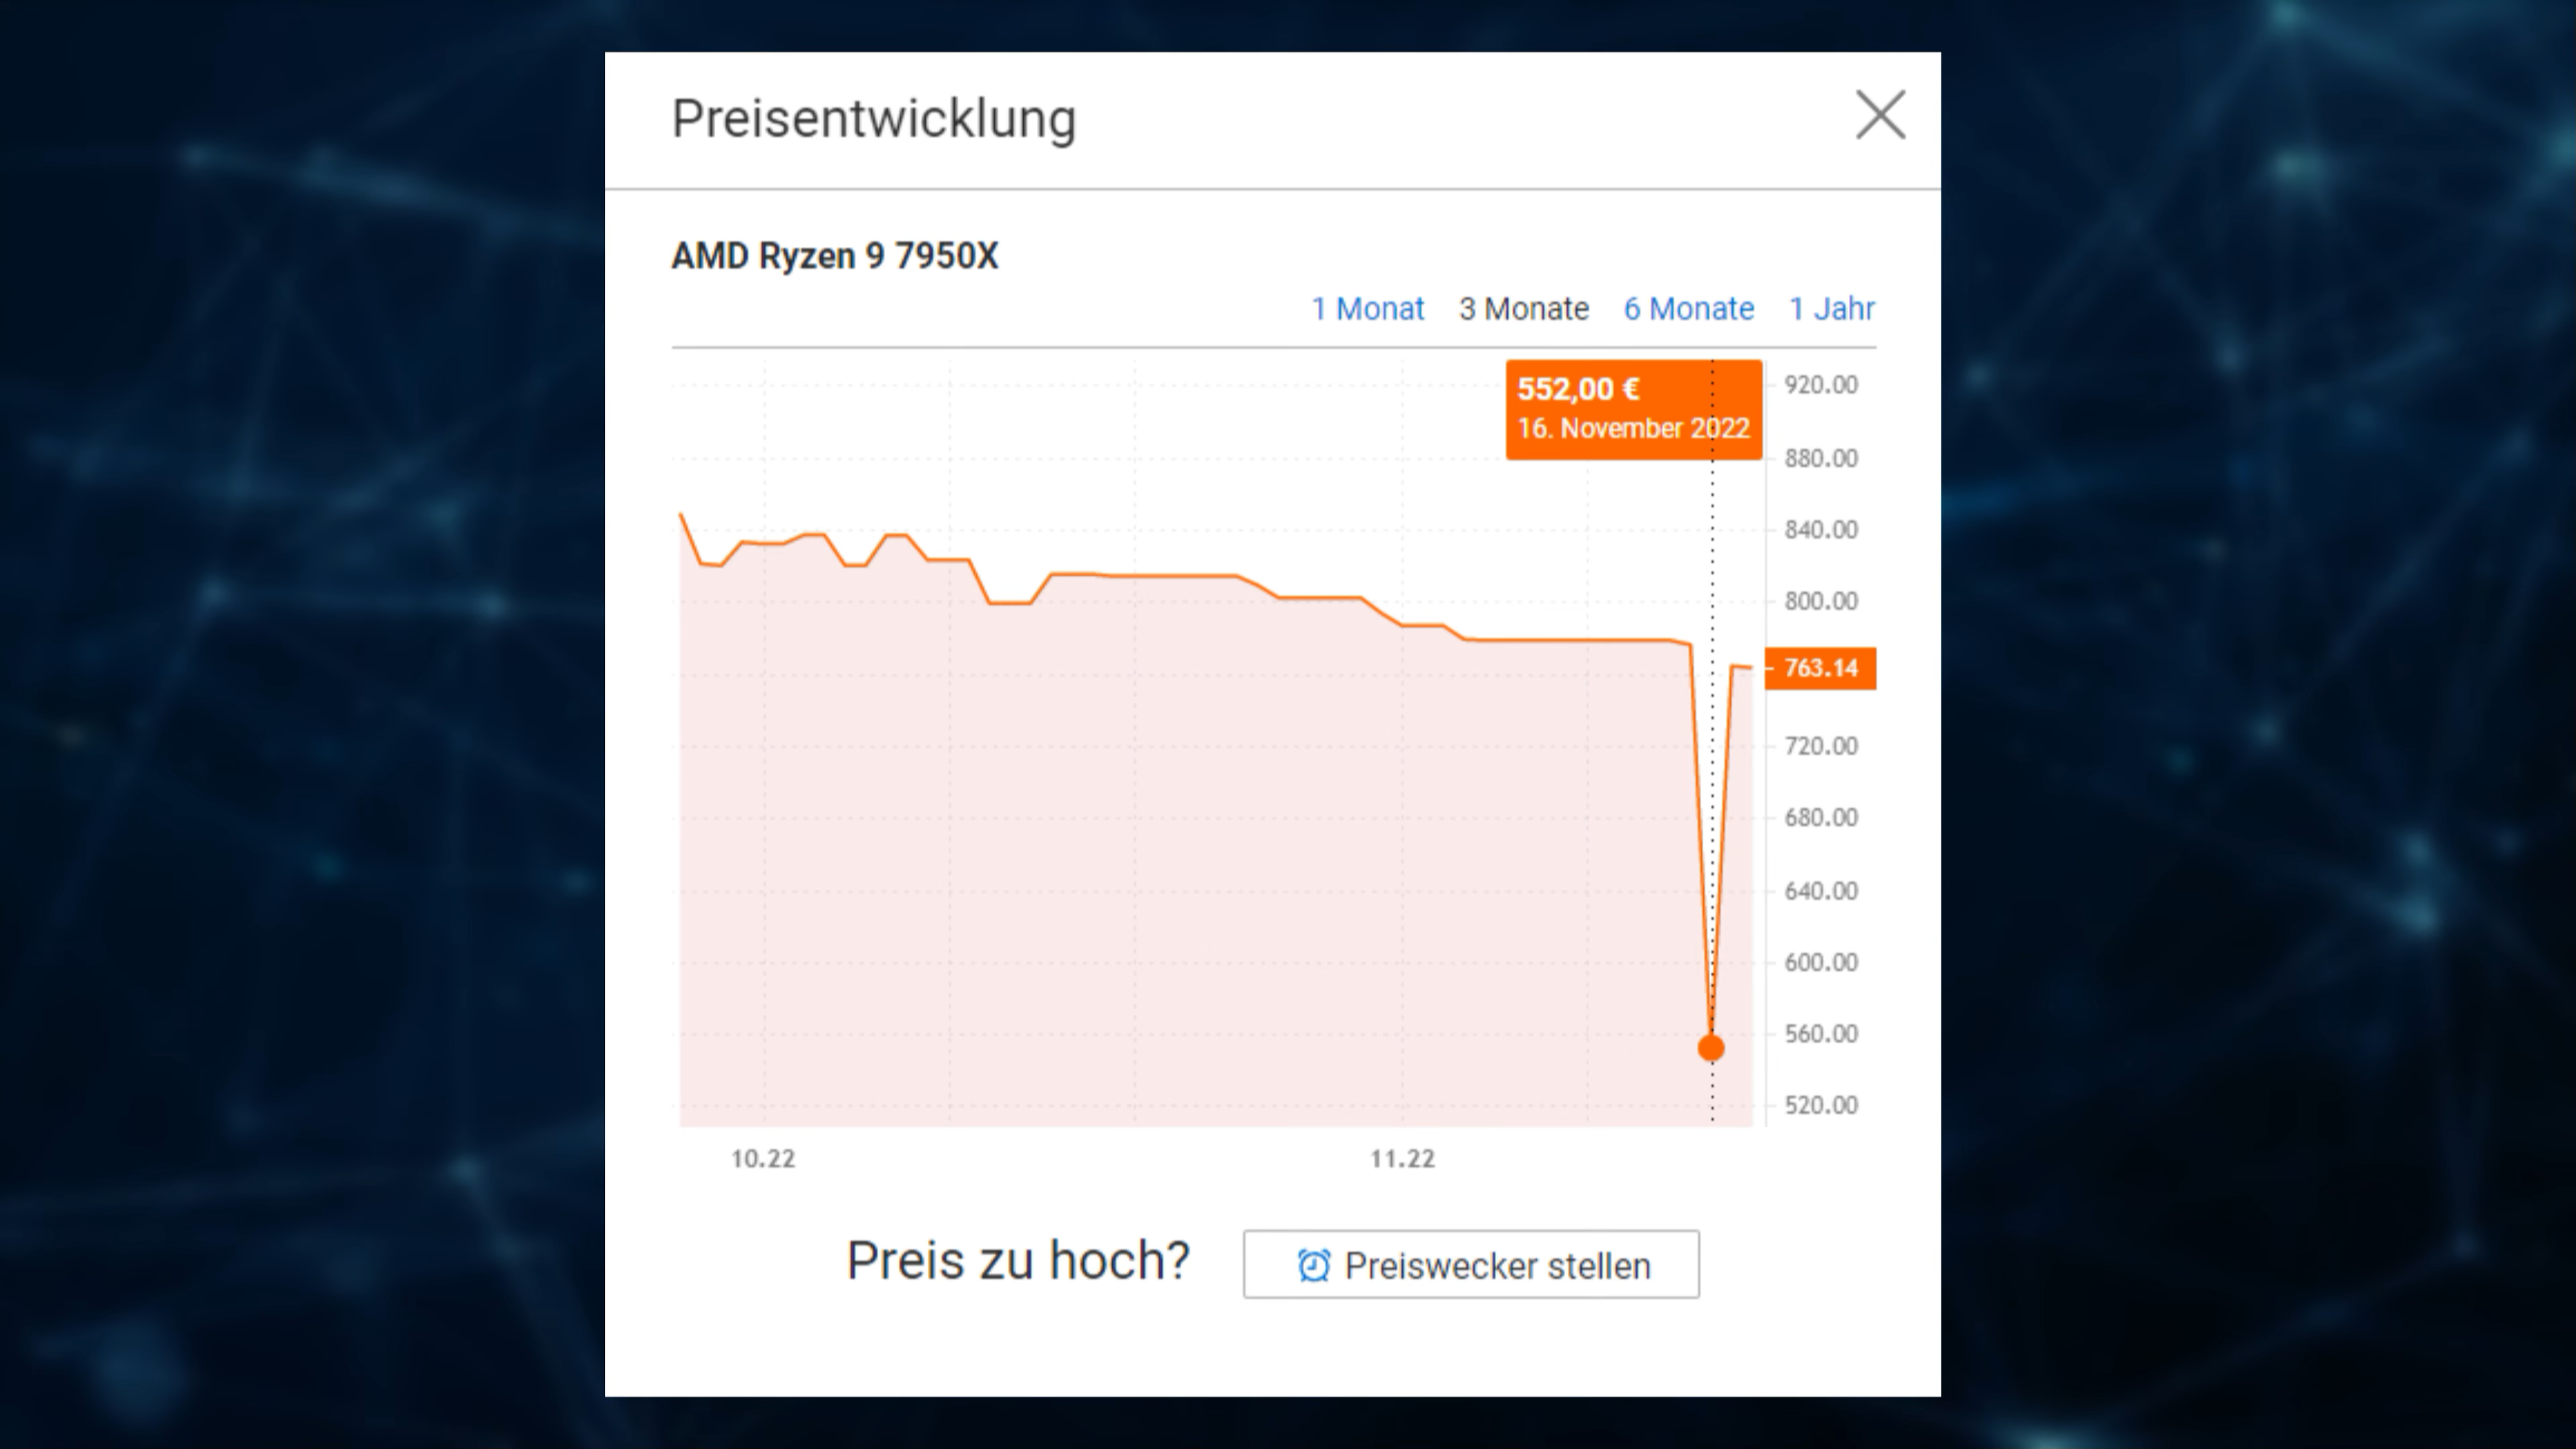 Preisentwicklung
AMD Ryzen 9 7950X
1 Monat 3 Monate 6 Monate 1 Jahr
552,00 €
16. November 2022
920.00
880.00
840.00
800.00
763.14
720.00
680.00
640.00
600.00
560.00
520.00
10.22 11.22
Preis zu hoch? Preiswecker stellen